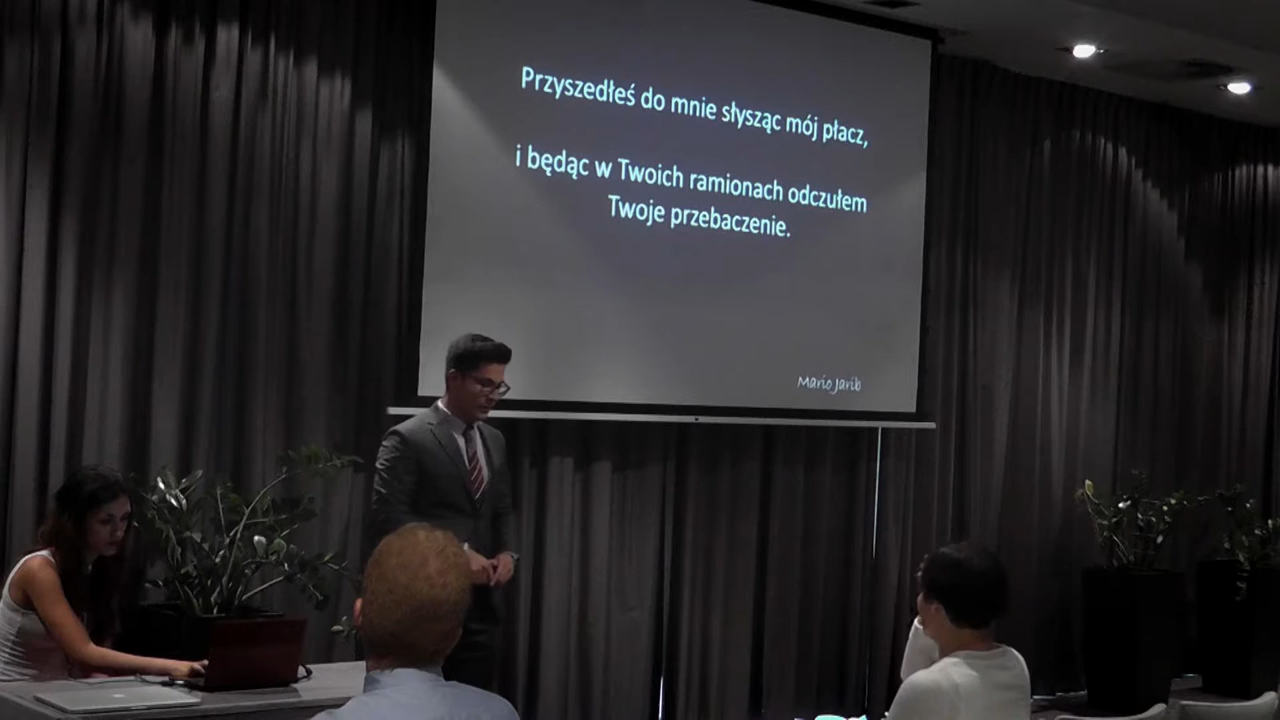 Przyszedłeś do mnie słysząc mój płacz,
i będąc w Twoich ramionach odczułem
Twoje przebaczenie.
Mario Jarib